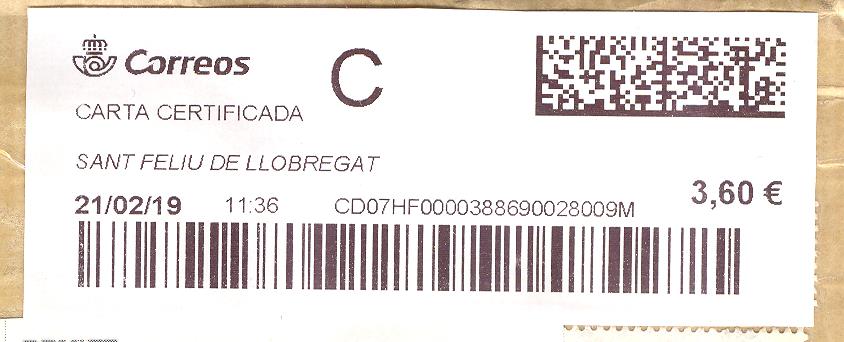 Correos
C
CARTA CERTIFICADA
SANT FELIU DE LLOBREGAT
21/02/19 11:36 CD07HF0000388690028009M 3,60 €